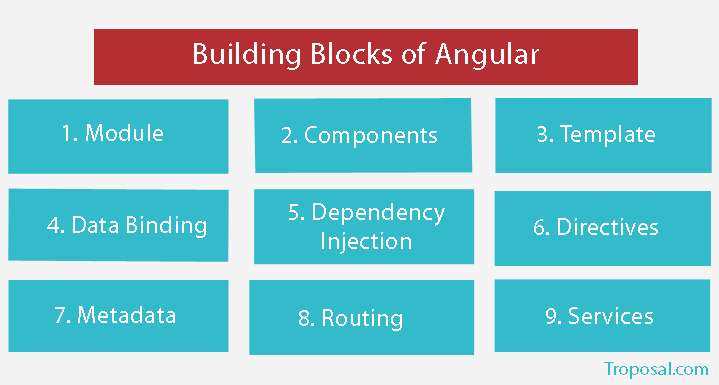 Building Blocks of Angular
1. Module
2. Components
3. Template
4. Data Binding
5. Dependency
Injection
6. Directives
7. Metadata
8. Routing
9. Services
Troposal.com